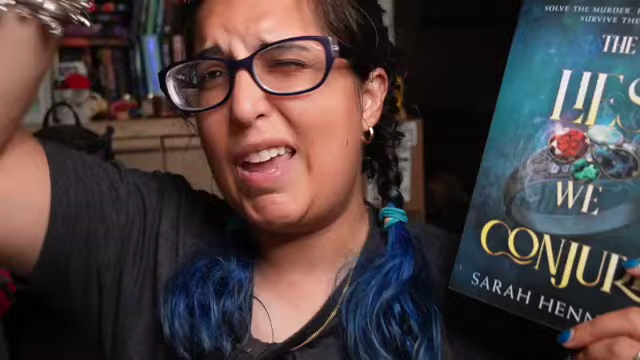 SOLVE THE MURDER.
SURVIVE THE
THE
LIES
WE
CONJURE
SARAH HENN